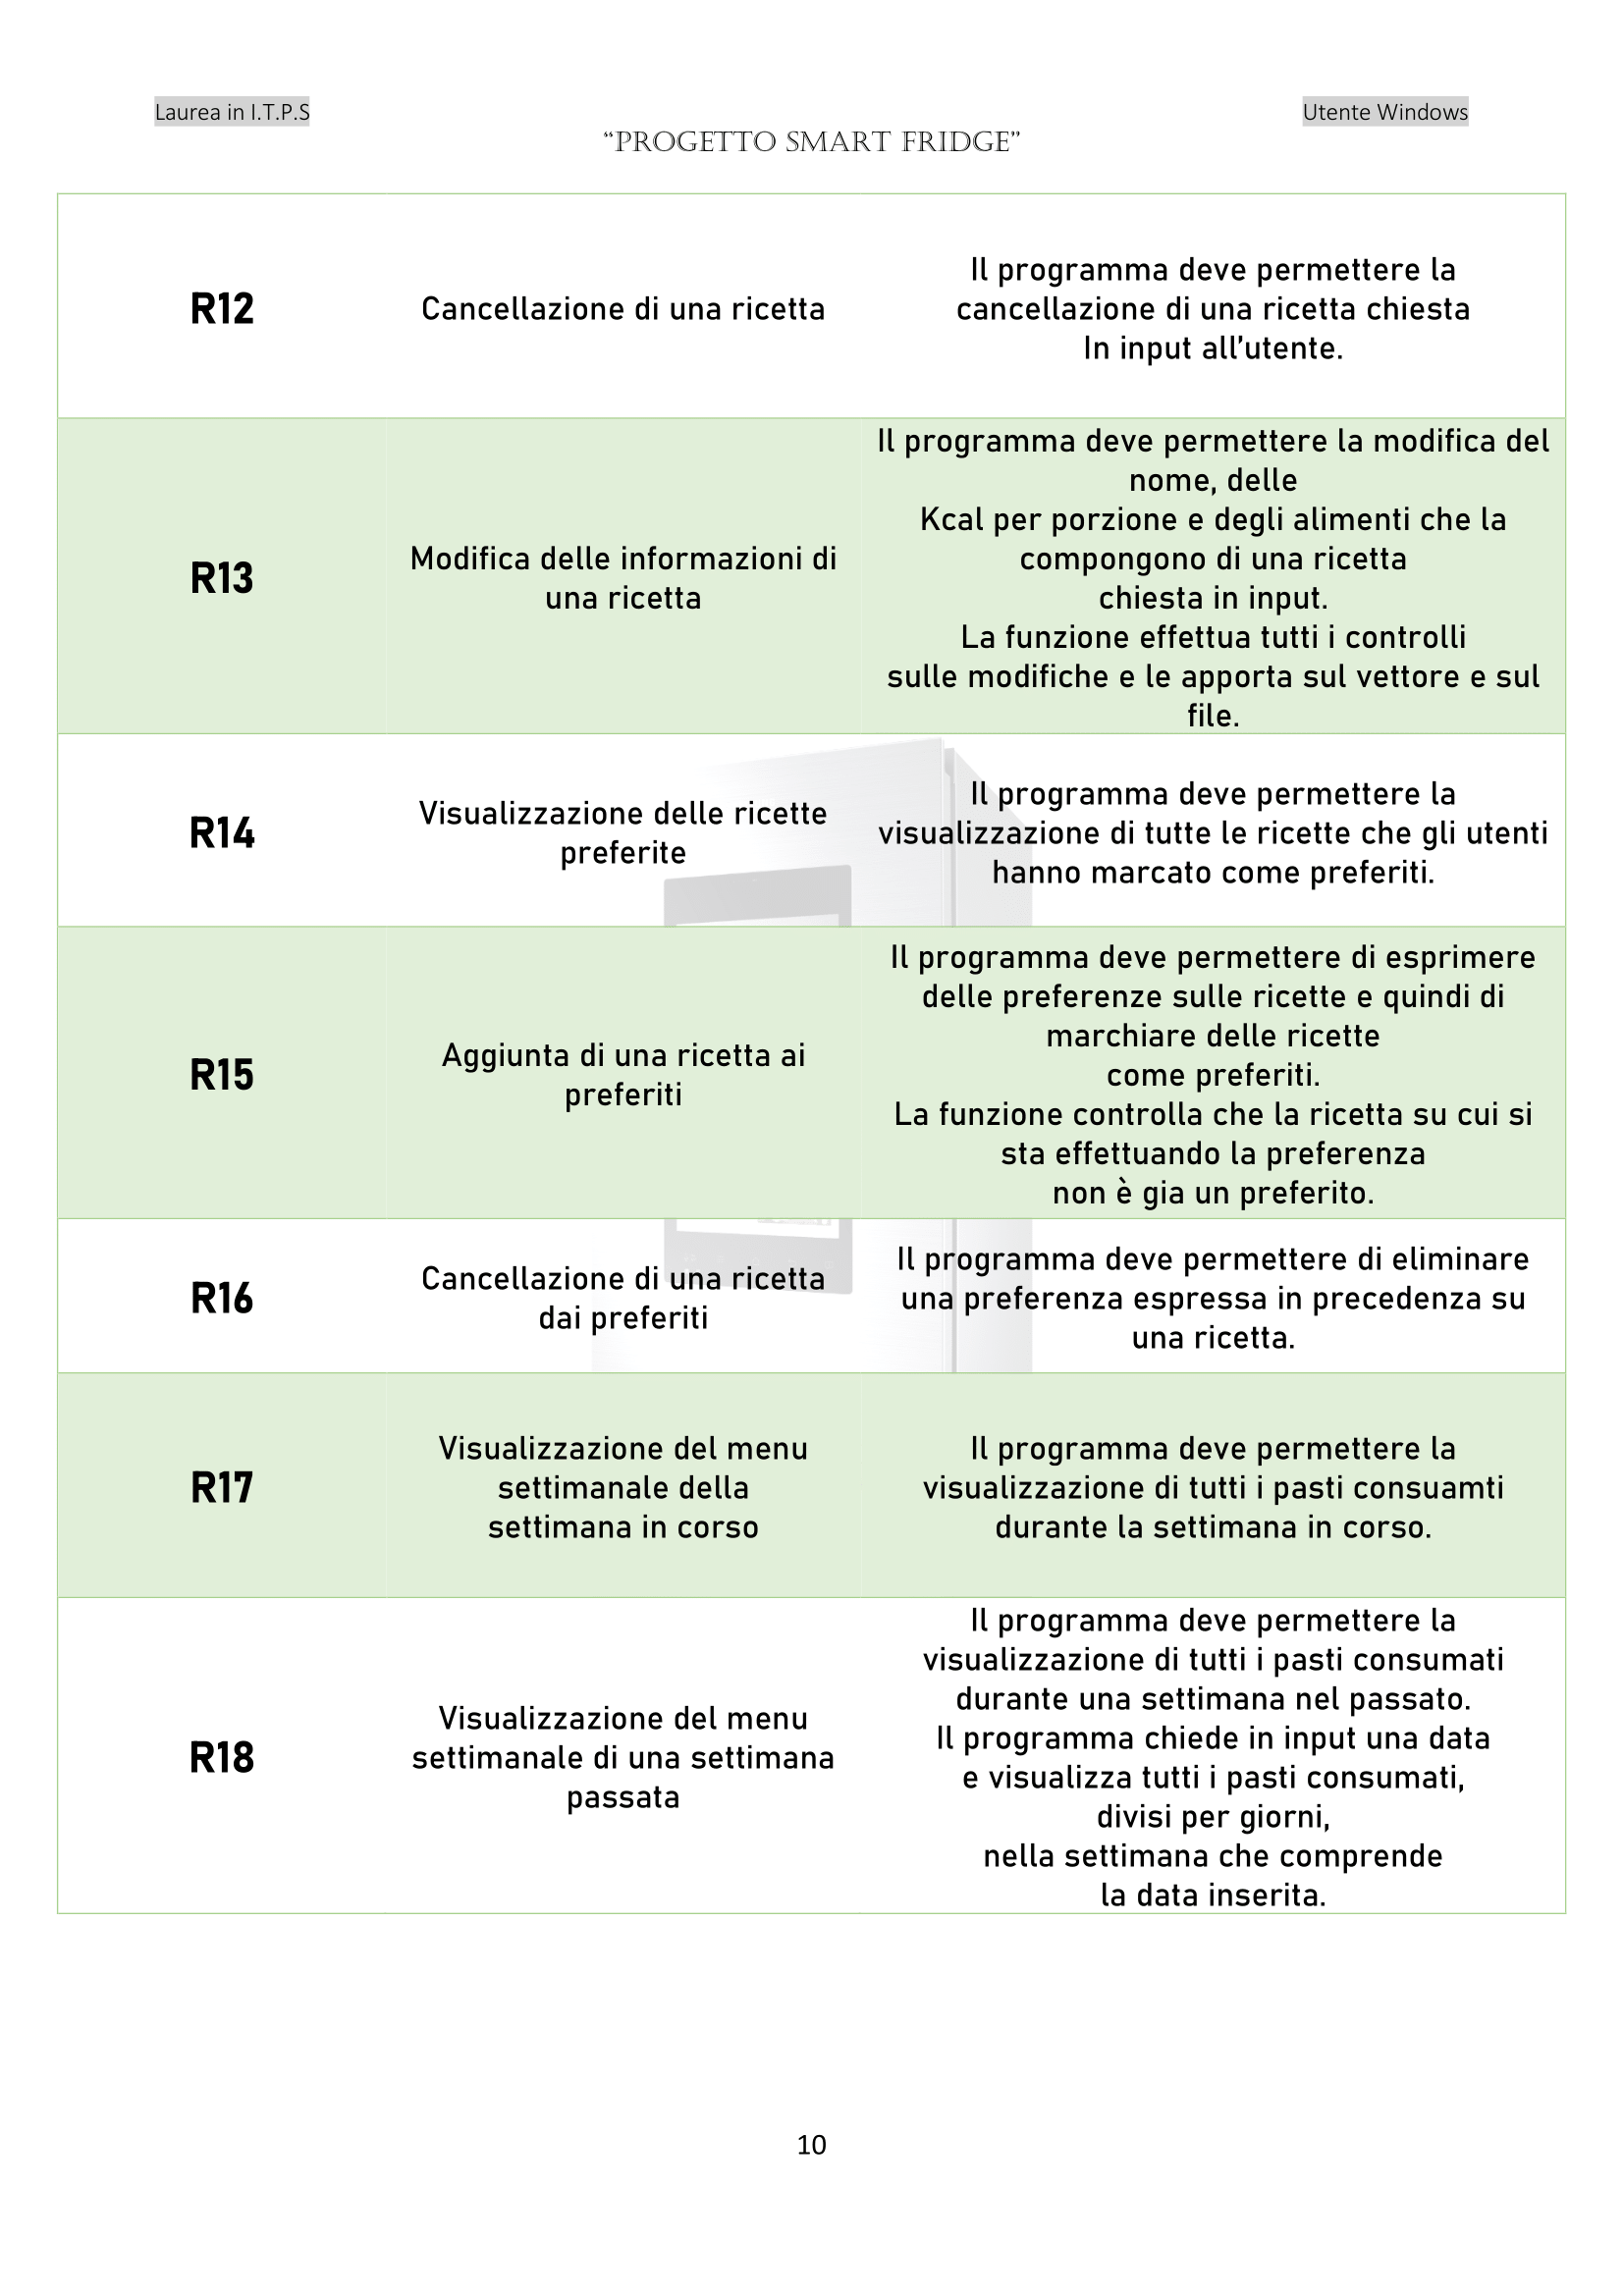 Laurea in I.T.P.S
Utente Windows
“PROGETTO SMART FRIDGE”
R12
Cancellazione di una ricetta
Il programma deve permettere la
cancellazione di una ricetta chiesta
In input all’utente.
R13
Modifica delle informazioni di
una ricetta
Il programma deve permettere la modifica del
nome, delle
Kcal per porzione e degli alimenti che la
compongono di una ricetta
chiesta in input.
La funzione effettua tutti i controlli
sulle modifiche e le apporta sul vettore e sul
file.
R14
Visualizzazione delle ricette
preferite
Il programma deve permettere la
visualizzazione di tutte le ricette che gli utenti
hanno marcato come preferiti.
R15
Aggiunta di una ricetta ai
preferiti
Il programma deve permettere di esprimere
delle preferenze sulle ricette e quindi di
marchiare delle ricette
come preferiti.
La funzione controlla che la ricetta su cui si
sta effettuando la preferenza
non è gia un preferito.
R16
Cancellazione di una ricetta
dai preferiti
Il programma deve permettere di eliminare
una preferenza espressa in precedenza su
una ricetta.
R17
Visualizzazione del menu
settimanale della
settimana in corso
Il programma deve permettere la
visualizzazione di tutti i pasti consuamti
durante la settimana in corso.
R18
Visualizzazione del menu
settimanale di una settimana
passata
Il programma deve permettere la
visualizzazione di tutti i pasti consumati
durante una settimana nel passato.
Il programma chiede in input una data
e visualizza tutti i pasti consumati,
divisi per giorni,
nella settimana che comprende
la data inserita.
10